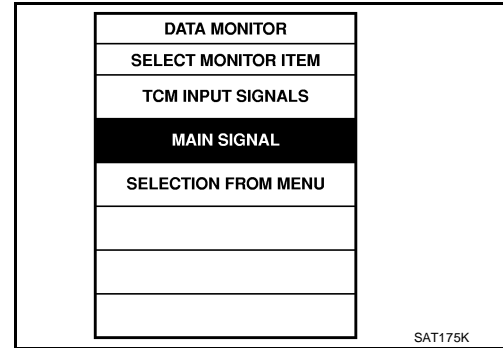 DATA MONITOR
SELECT MONITOR ITEM
TCM INPUT SIGNALS
MAIN SIGNAL
SELECTION FROM MENU
SAT175K